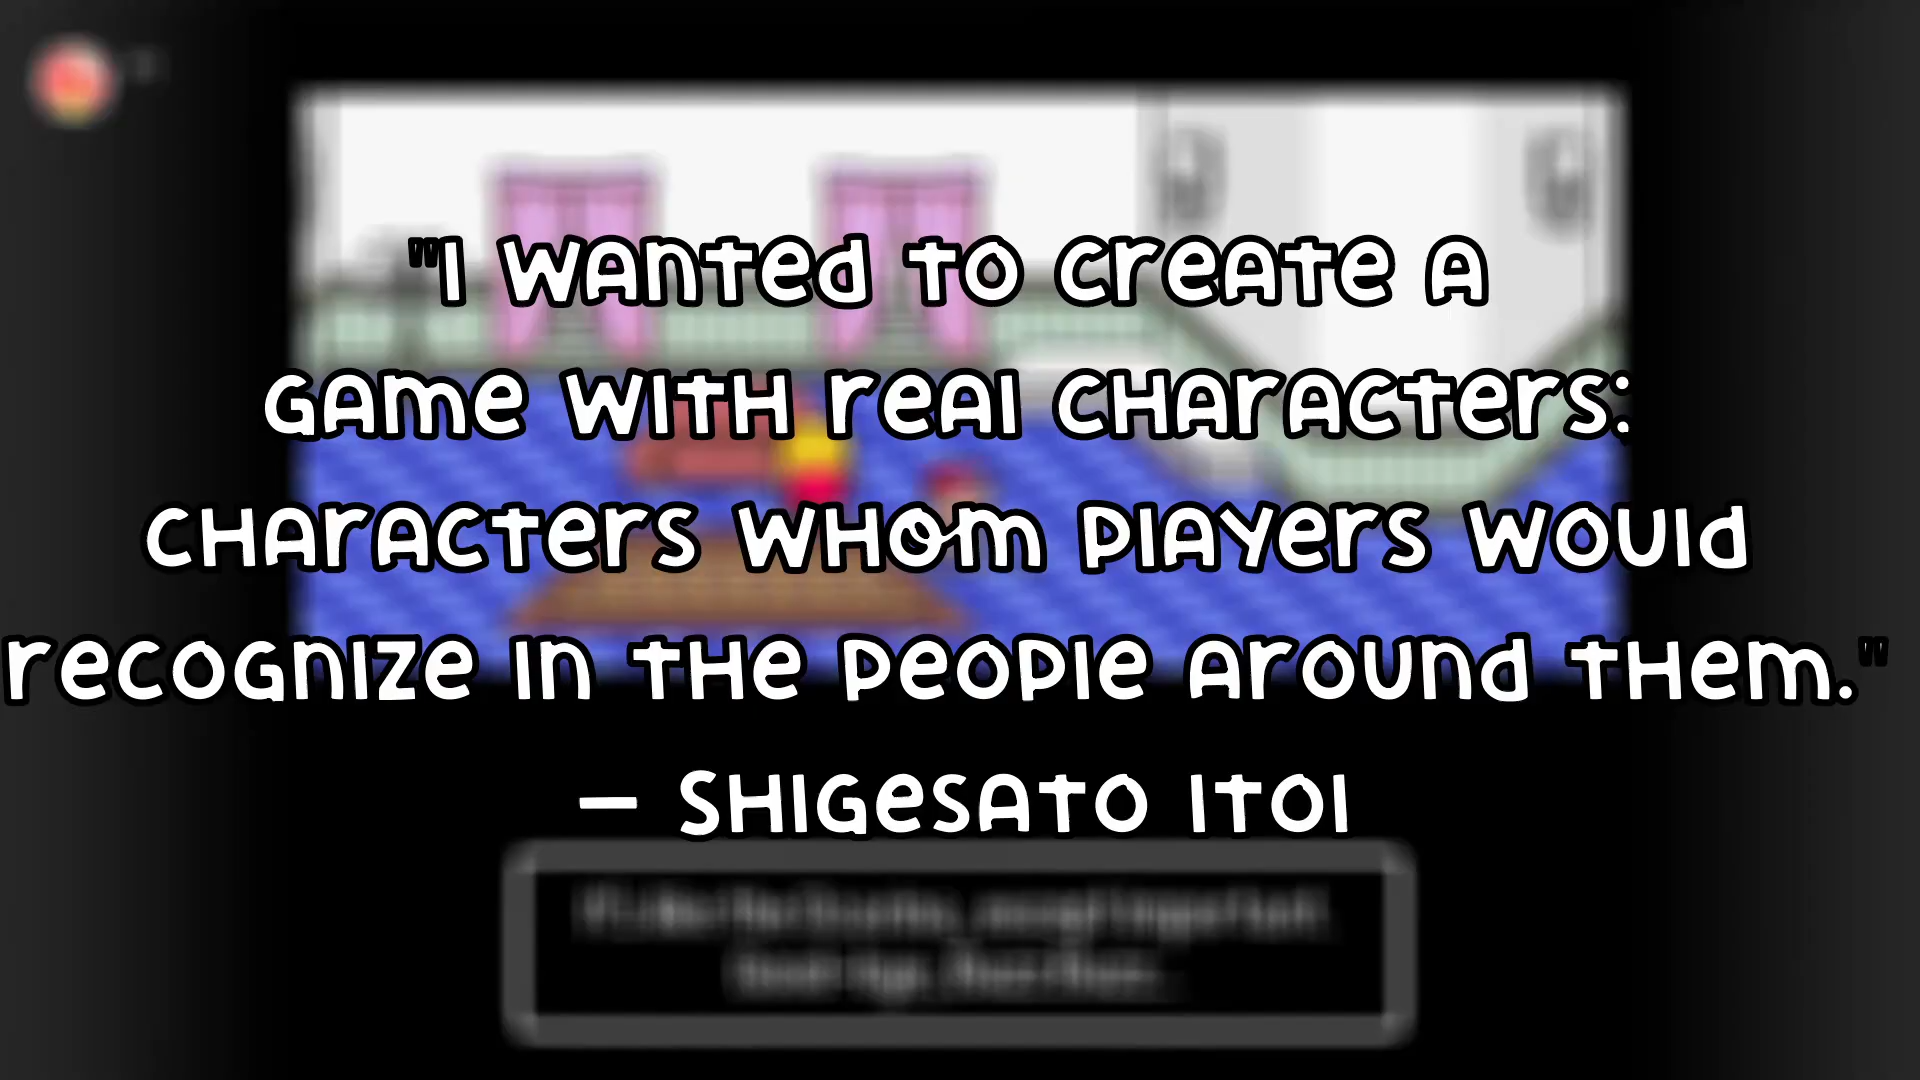 "I wanted to create a
game with real characters:
characters whom players would
recognize in the people around them."
– Shigesato Itoi